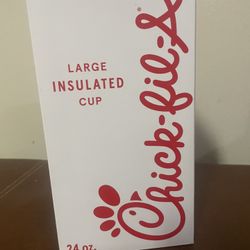 LARGE
INSULATED
CUP
Chick-fil-A
24 oz.